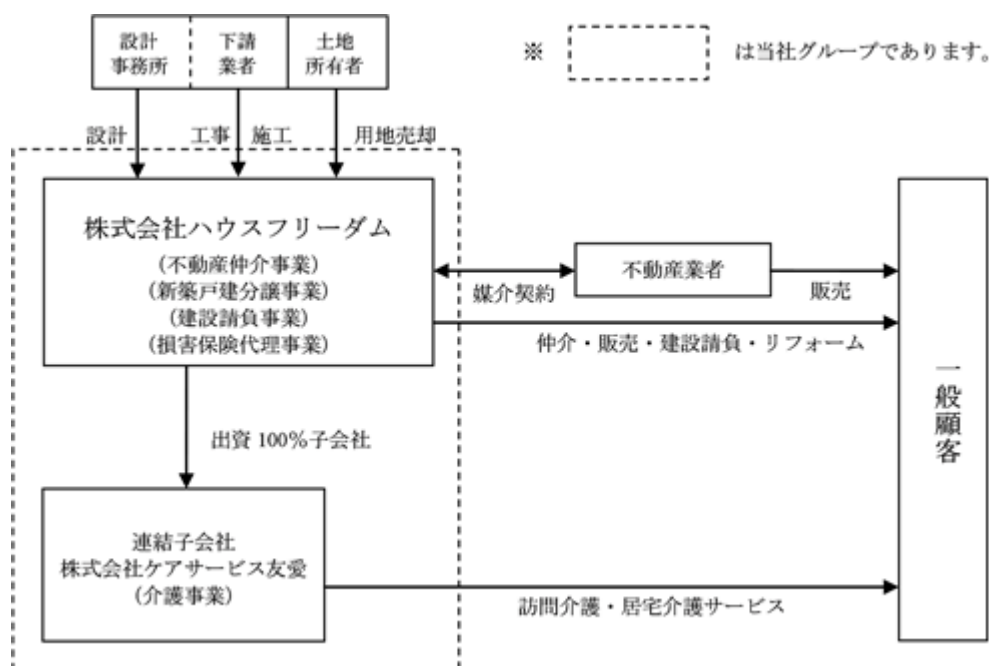 設計
事務所
下請
業者
土地
所有者
※
は当社グループであります。
設計
工事
施工
用地売却
株式会社ハウスフリーダム
(不動産仲介事業)
(新築戸建分譲事業)
(建設請負事業)
(損害保険代理事業)
不動産業者
媒介契約
販売
仲介・販売・建設請負・リフォーム
一般顧客
出資 100%子会社
連結子会社
株式会社ケアサービス友愛
(介護事業)
訪問介護・居宅介護サービス